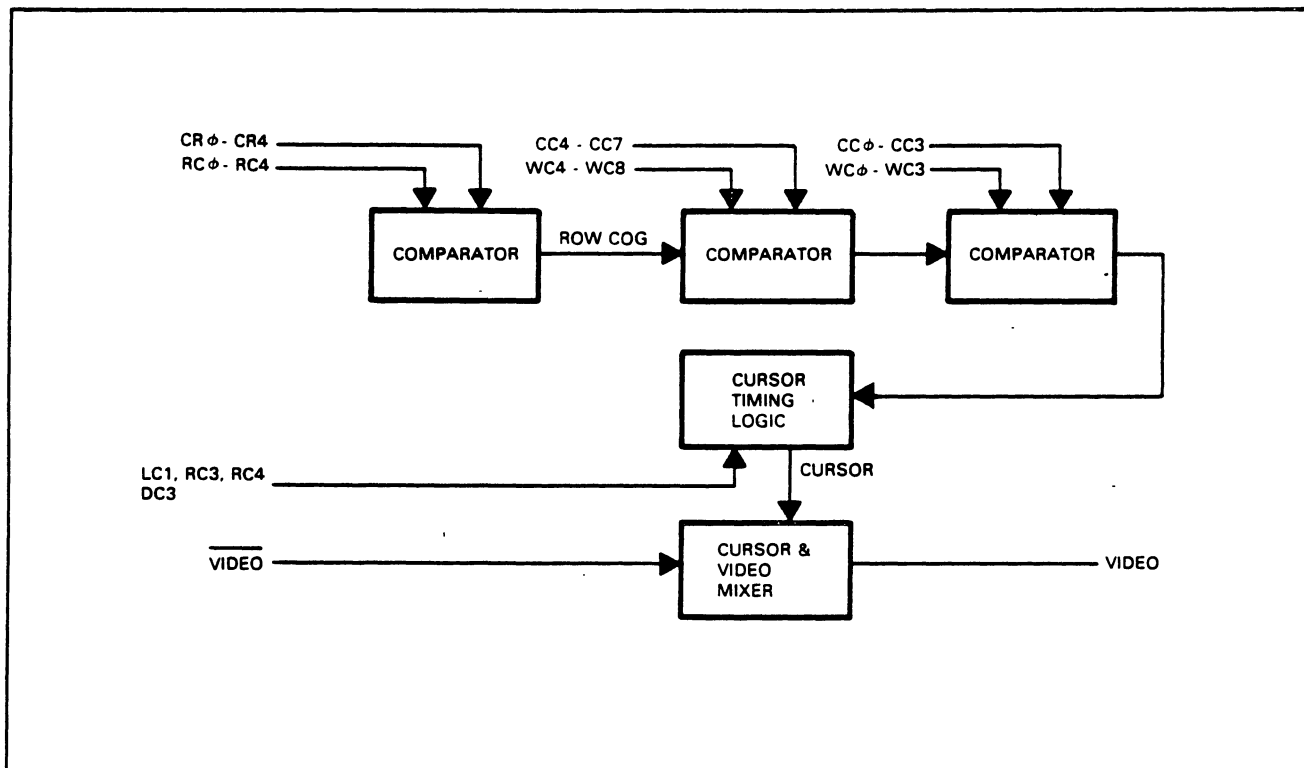 CRϕ - CR4
RCϕ - RC4
CC4 - CC7
WC4 - WC8
CCϕ - CC3
WCϕ - WC3
COMPARATOR
ROW COG
COMPARATOR
COMPARATOR
CURSOR
TIMING
LOGIC
LC1, RC3, RC4
DC3
CURSOR
VIDEO
CURSOR &
VIDEO
MIXER
VIDEO